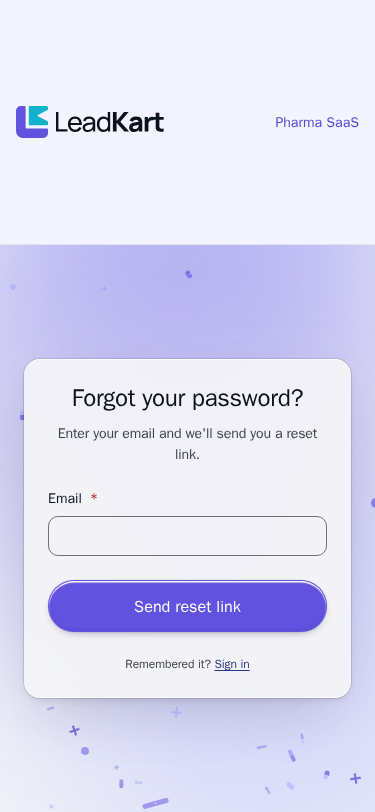 LeadKart
Pharma SaaS
Forgot your password?
Enter your email and we'll send you a reset
link.
Email *
Send reset link
Remembered it? Sign in